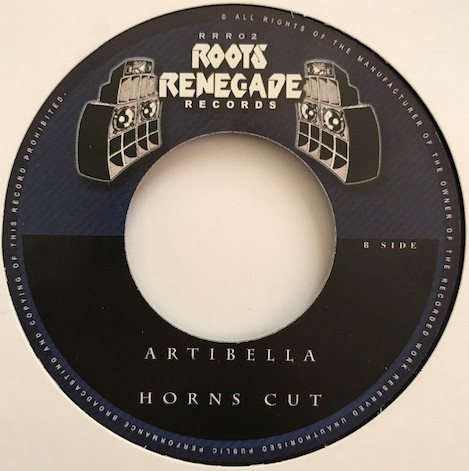 © ALL RIGHTS OF THE MANUFACTURER OF THE OWNER OF THE RECORDED WORK RESERVED UNAUTHORISED PUBLIC PERFORMANCE BROADCASTING AND COPYING OF THIS RECORD PROHIBITED.
RRR02
ROOTS
RENEGADE
RECORDS
B SIDE
ARTIBELLA
HORNS CUT